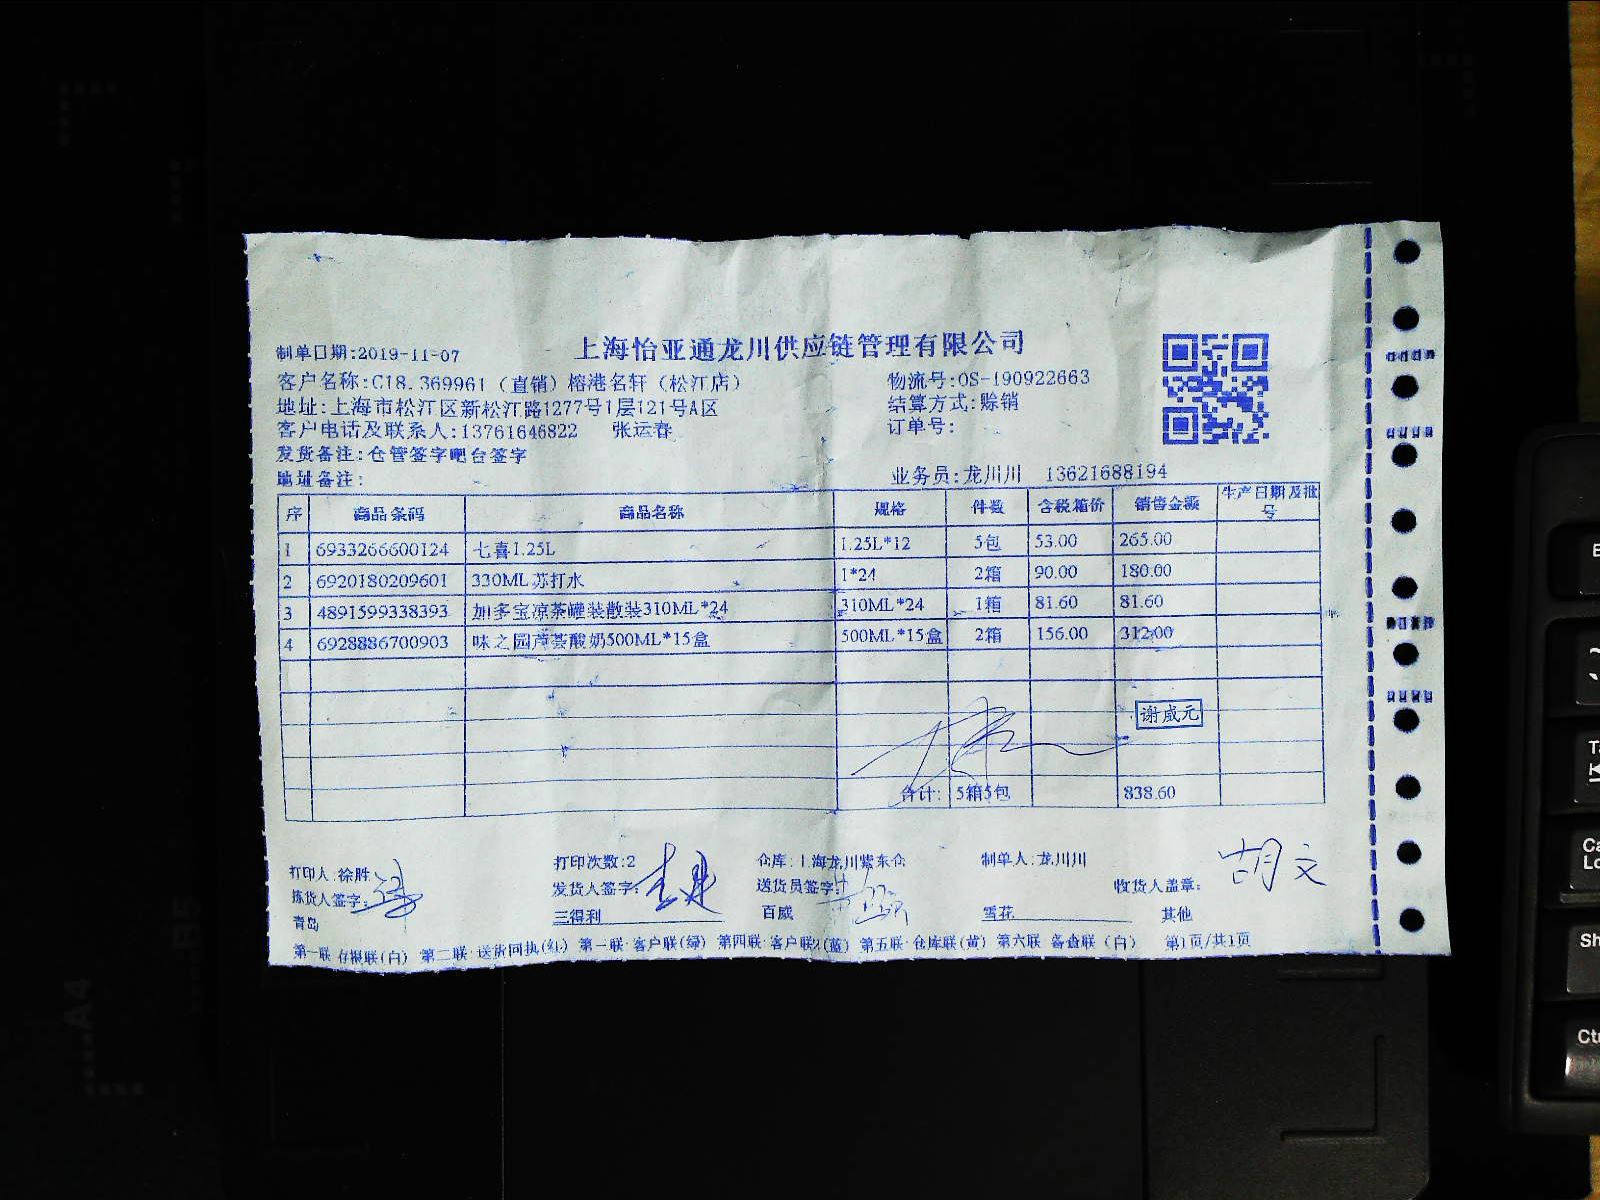 上海怡亚通龙川供应链管理有限公司
制单日期:2019-11-07
客户名称:C18.369961（直销）榕港名轩（松江店） 物流号:OS-190922663
地址:上海市松江区新松江路1277号1层121号A区 结算方式:赊销
客户电话及联系人:13761646822 张运春 订单号:
发货备注:仓管签字吧台签字
地址备注: 业务员:龙川川 13621688194
序 商品条码 商品名称 规格 件数 含税箱价 销售金额 生产日期及批号
1 6933266600124 七喜1.25L 1.25L*12 5包 53.00 265.00
2 6920180209601 330ML苏打水 1*24 2箱 90.00 180.00
3 4891599338393 加多宝凉茶罐装散装310ML*24 310ML*24 1箱 81.60 81.60
4 6928886700903 味之园芦荟酸奶500ML*15盒 500ML*15盒 2箱 156.00 312.00
谢威元
合计: 5箱5包 838.60
打印人:徐胜 打印次数:2 仓库:上海龙川紫东仓 制单人:龙川川
拣货人签字: 发货人签字: 送货员签字: 收货人盖章: 胡文
青岛 三得利 百威 雪花 其他
第一联 存根联(白) 第二联 送货回执(红) 第一联 客户联(绿) 第四联 客户联2(蓝) 第五联 仓库联(黄) 第六联 备查联(白) 第1页/共1页
A4
B5
Sh